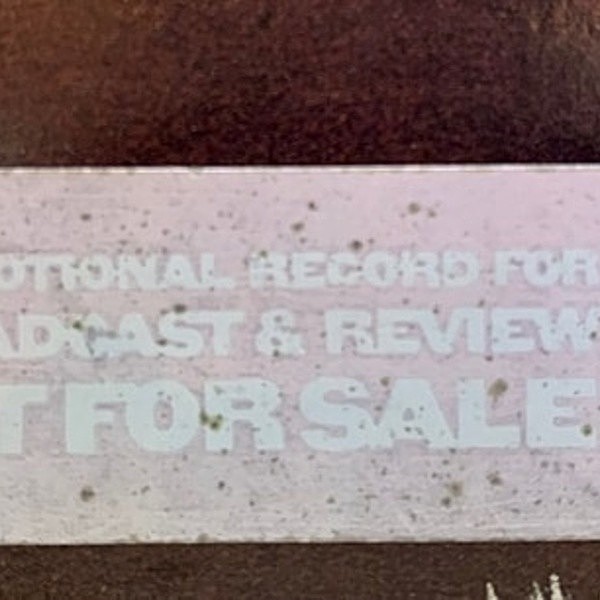 OTIONAL RECORD FOR
ADCAST & REVIEW
T FOR SALE